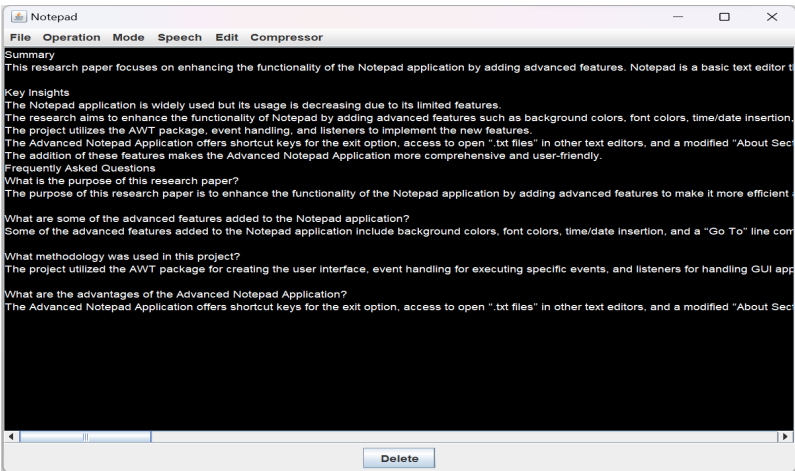 Notepad
File Operation Mode Speech Edit Compressor
Summary
This research paper focuses on enhancing the functionality of the Notepad application by adding advanced features. Notepad is a basic text editor
Key Insights
The Notepad application is widely used but its usage is decreasing due to its limited features.
The research aims to enhance the functionality of Notepad by adding advanced features such as background colors, font colors, time/date insertion,
The project utilizes the AWT package, event handling, and listeners to implement the new features.
The Advanced Notepad Application offers shortcut keys for the exit option, access to open ".txt files" in other text editors, and a modified "About
The addition of these features makes the Advanced Notepad Application more comprehensive and user-friendly.
Frequently Asked Questions
What is the purpose of this research paper?
The purpose of this research paper is to enhance the functionality of the Notepad application by adding advanced features to make it more efficient
What are some of the advanced features added to the Notepad application?
Some of the advanced features added to the Notepad application include background colors, font colors, time/date insertion, and a "Go To" line
What methodology was used in this project?
The project utilized the AWT package for creating the user interface, event handling for executing specific events, and listeners for handling GUI
What are the advantages of the Advanced Notepad Application?
The Advanced Notepad Application offers shortcut keys for the exit option, access to open ".txt files" in other text editors, and a modified "About
Delete